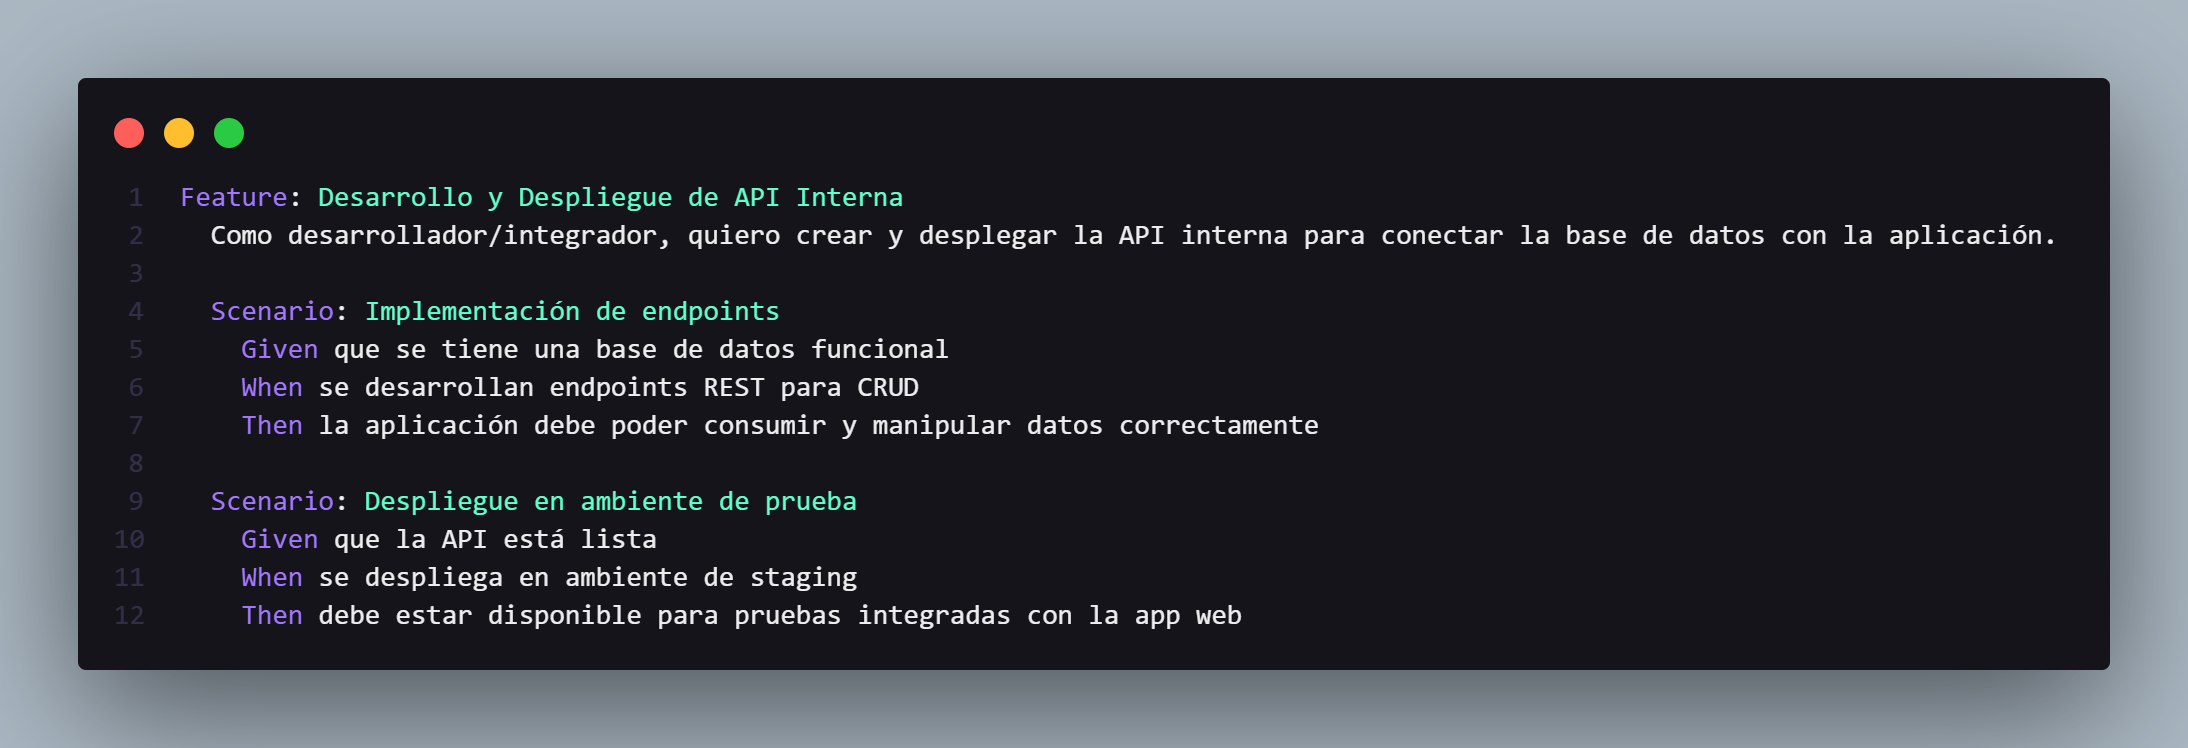 1 Feature: Desarrollo y Despliegue de API Interna
2 Como desarrollador/integrador, quiero crear y desplegar la API interna para conectar la base de datos con la aplicación.
3
4 Scenario: Implementación de endpoints
5 Given que se tiene una base de datos funcional
6 When se desarrollan endpoints REST para CRUD
7 Then la aplicación debe poder consumir y manipular datos correctamente
8
9 Scenario: Despliegue en ambiente de prueba
10 Given que la API está lista
11 When se despliega en ambiente de staging
12 Then debe estar disponible para pruebas integradas con la app web